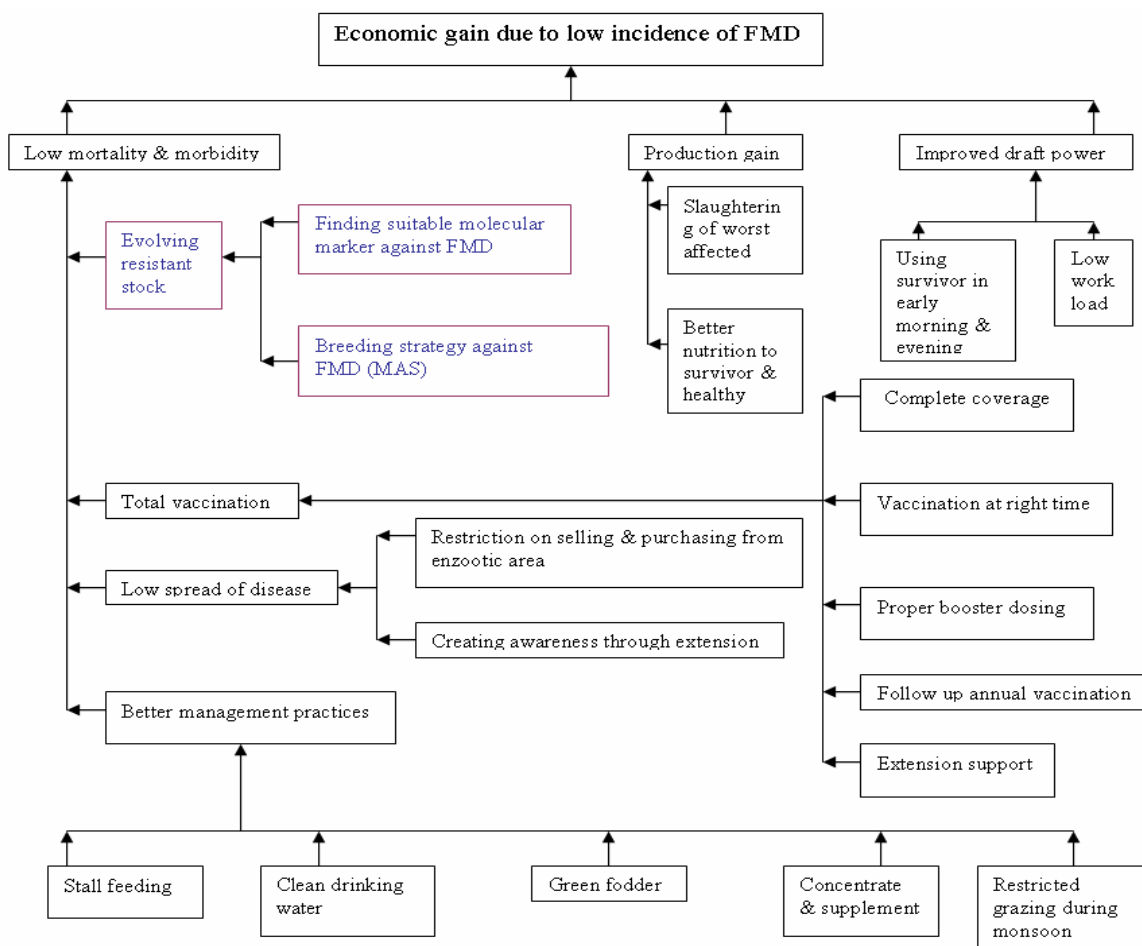 Economic gain due to low incidence of FMD
Low mortality & morbidity
Production gain
Improved draft power
Evolving
resistant
stock
Finding suitable molecular
marker against FMD
Breeding strategy against
FMD (MAS)
Slaughterin
g of worst
affected
Better
nutrition to
survivor &
healthy
Using
survivor in
early
morning &
evening
Low
work
load
Complete coverage
Total vaccination
Vaccination at right time
Restriction on selling & purchasing from
enzootic area
Low spread of disease
Proper booster dosing
Creating awareness through extension
Follow up annual vaccination
Better management practices
Extension support
Stall feeding
Clean drinking
water
Green fodder
Concentrate
& supplement
Restricted
grazing during
monsoon